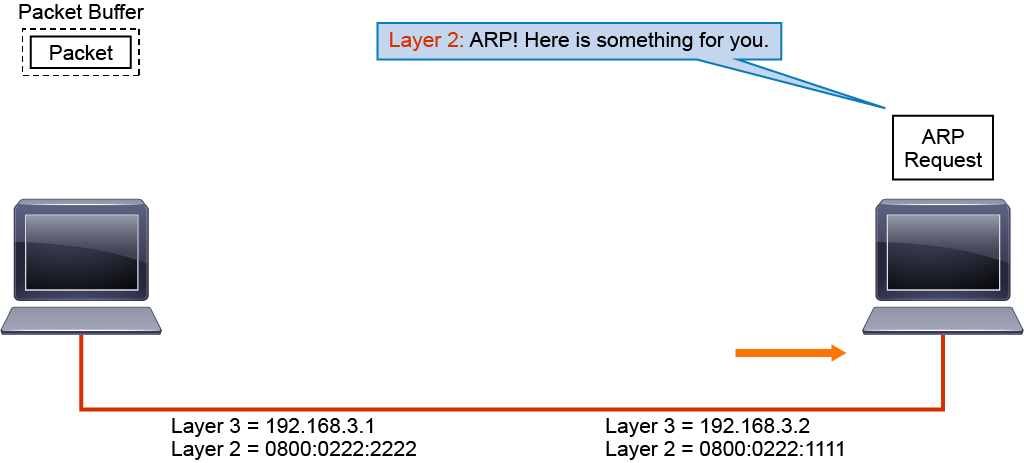 Packet Buffer
Packet
Layer 2: ARP! Here is something for you.
ARP
Request
Layer 3 = 192.168.3.1
Layer 2 = 0800:0222:2222
Layer 3 = 192.168.3.2
Layer 2 = 0800:0222:1111